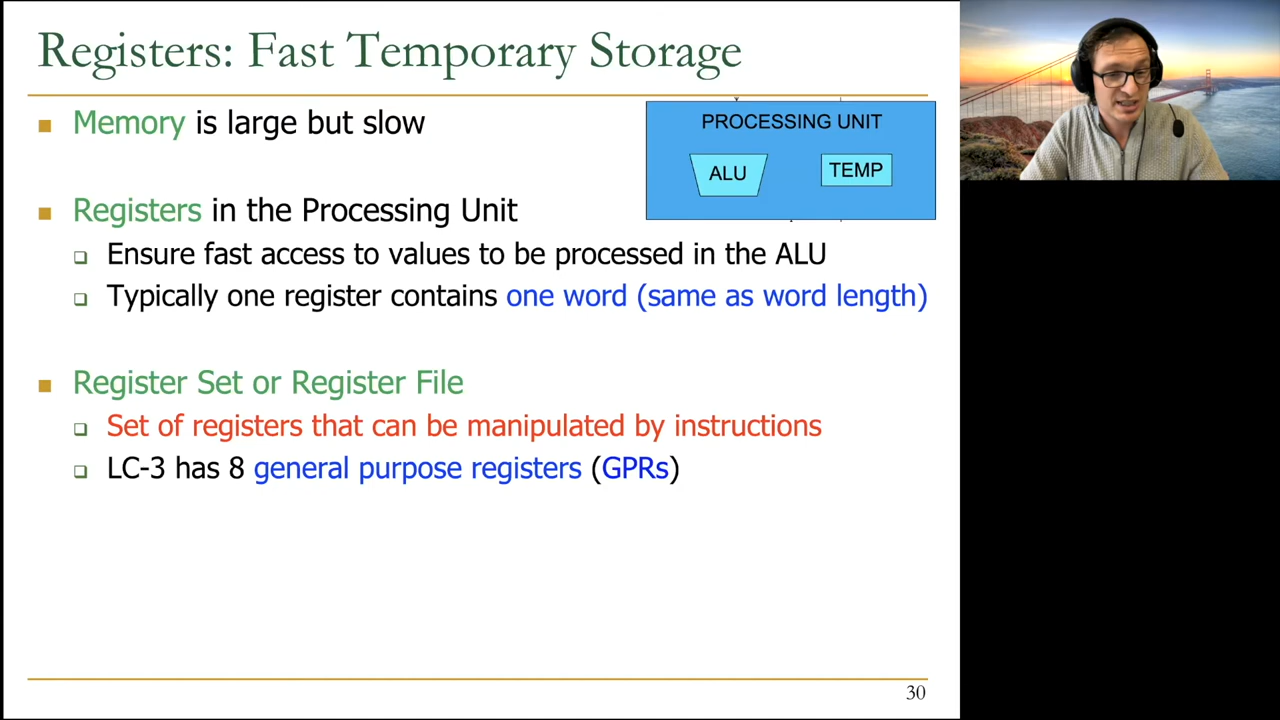 Registers: Fast Temporary Storage
Memory is large but slow
PROCESSING UNIT
ALU
TEMP
Registers in the Processing Unit
Ensure fast access to values to be processed in the ALU
Typically one register contains one word (same as word length)
Register Set or Register File
Set of registers that can be manipulated by instructions
LC-3 has 8 general purpose registers (GPRs)
30